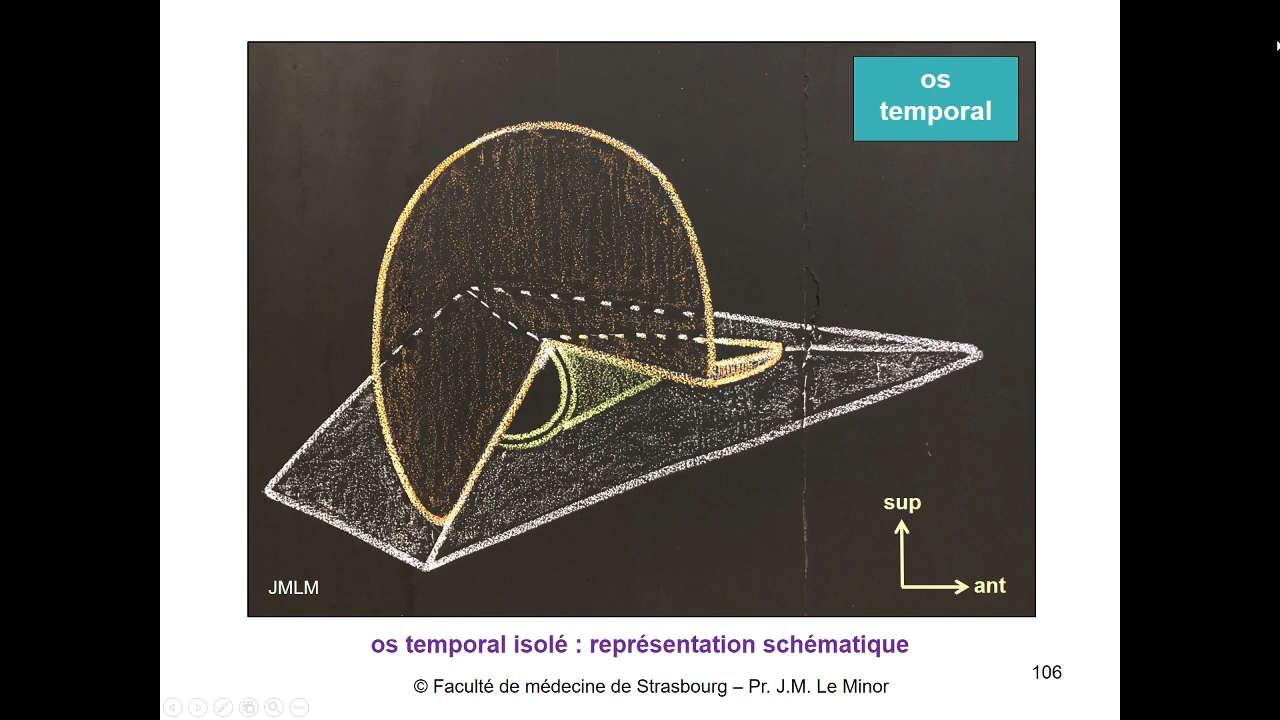 os
temporal
sup
ant
JMLM
os temporal isolé : représentation schématique
106
© Faculté de médecine de Strasbourg – Pr. J.M. Le Minor